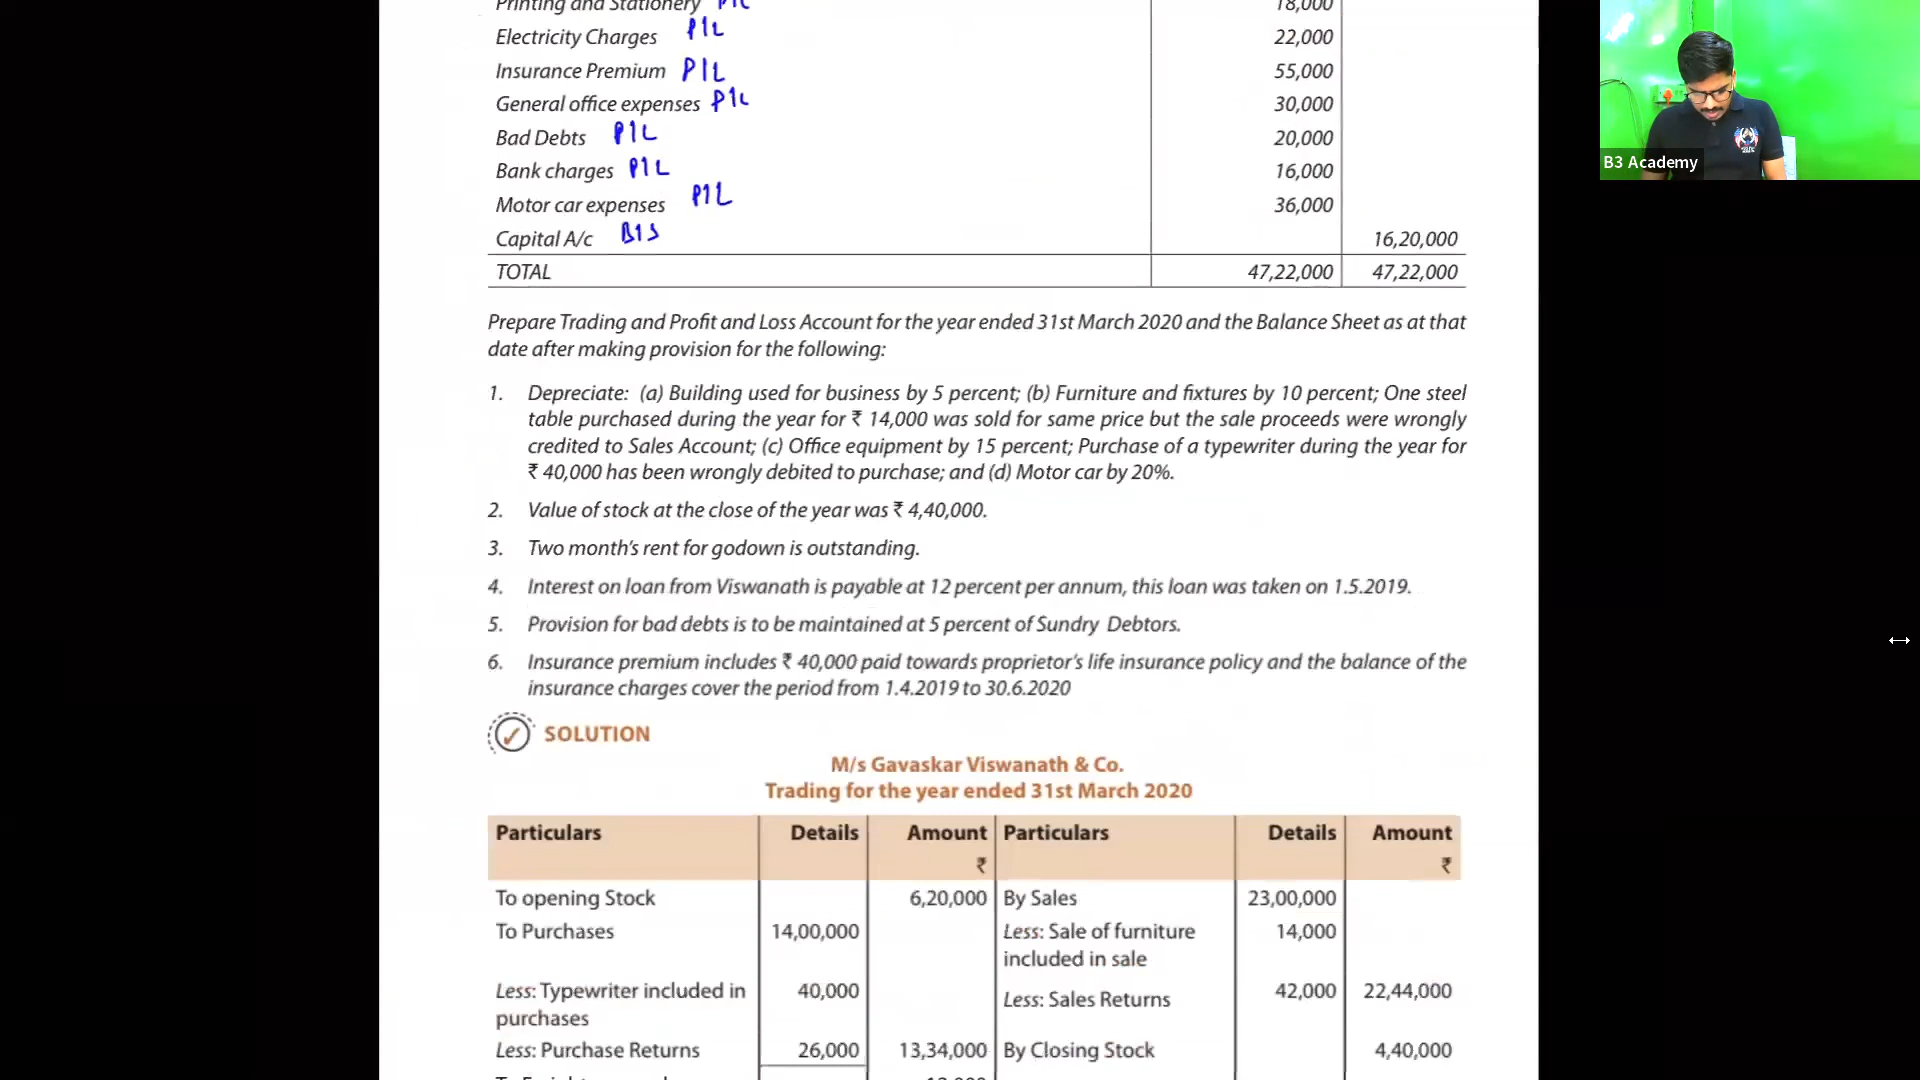 Printing and Stationery P/L 18,000
Electricity Charges P/L 22,000
Insurance Premium P/L 55,000
General office expenses P/L 30,000
Bad Debts P/L 20,000
Bank charges P/L 16,000
Motor car expenses P/L 36,000
Capital A/c B/S 16,20,000
TOTAL 47,22,000 47,22,000
Prepare Trading and Profit and Loss Account for the year ended 31st March 2020 and the Balance Sheet as at that
date after making provision for the following:
1. Depreciate: (a) Building used for business by 5 percent; (b) Furniture and fixtures by 10 percent; One steel
table purchased during the year for ₹ 14,000 was sold for same price but the sale proceeds were wrongly
credited to Sales Account; (c) Office equipment by 15 percent; Purchase of a typewriter during the year for
₹ 40,000 has been wrongly debited to purchase; and (d) Motor car by 20%.
2. Value of stock at the close of the year was ₹ 4,40,000.
3. Two month's rent for godown is outstanding.
4. Interest on loan from Viswanath is payable at 12 percent per annum, this loan was taken on 1.5.2019.
5. Provision for bad debts is to be maintained at 5 percent of Sundry Debtors.
6. Insurance premium includes ₹ 40,000 paid towards proprietor's life insurance policy and the balance of the
insurance charges cover the period from 1.4.2019 to 30.6.2020
SOLUTION
M/s Gavaskar Viswanath & Co.
Trading for the year ended 31st March 2020
Particulars Details Amount Particulars Details Amount
₹ ₹
To opening Stock 6,20,000 By Sales 23,00,000
To Purchases 14,00,000 Less: Sale of furniture 14,000
included in sale
Less: Typewriter included in 40,000 Less: Sales Returns 42,000 22,44,000
purchases
Less: Purchase Returns 26,000 13,34,000 By Closing Stock 4,40,000
B3 Academy